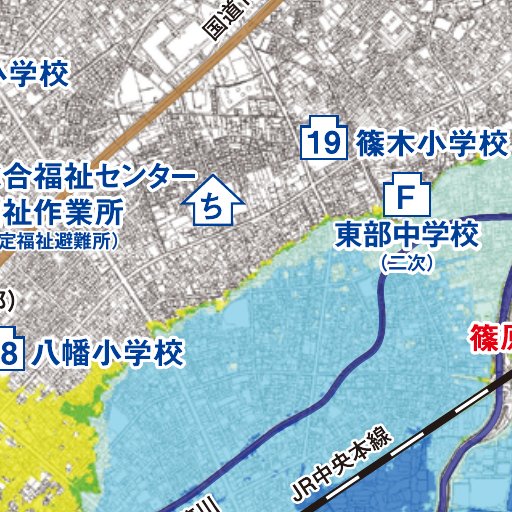 国道
小学校
19 篠木小学校
合福祉センター
祉作業所
定福祉避難所)
ち
F
東部中学校
(二次)
8 八幡小学校
篠原
JR中央本線
川